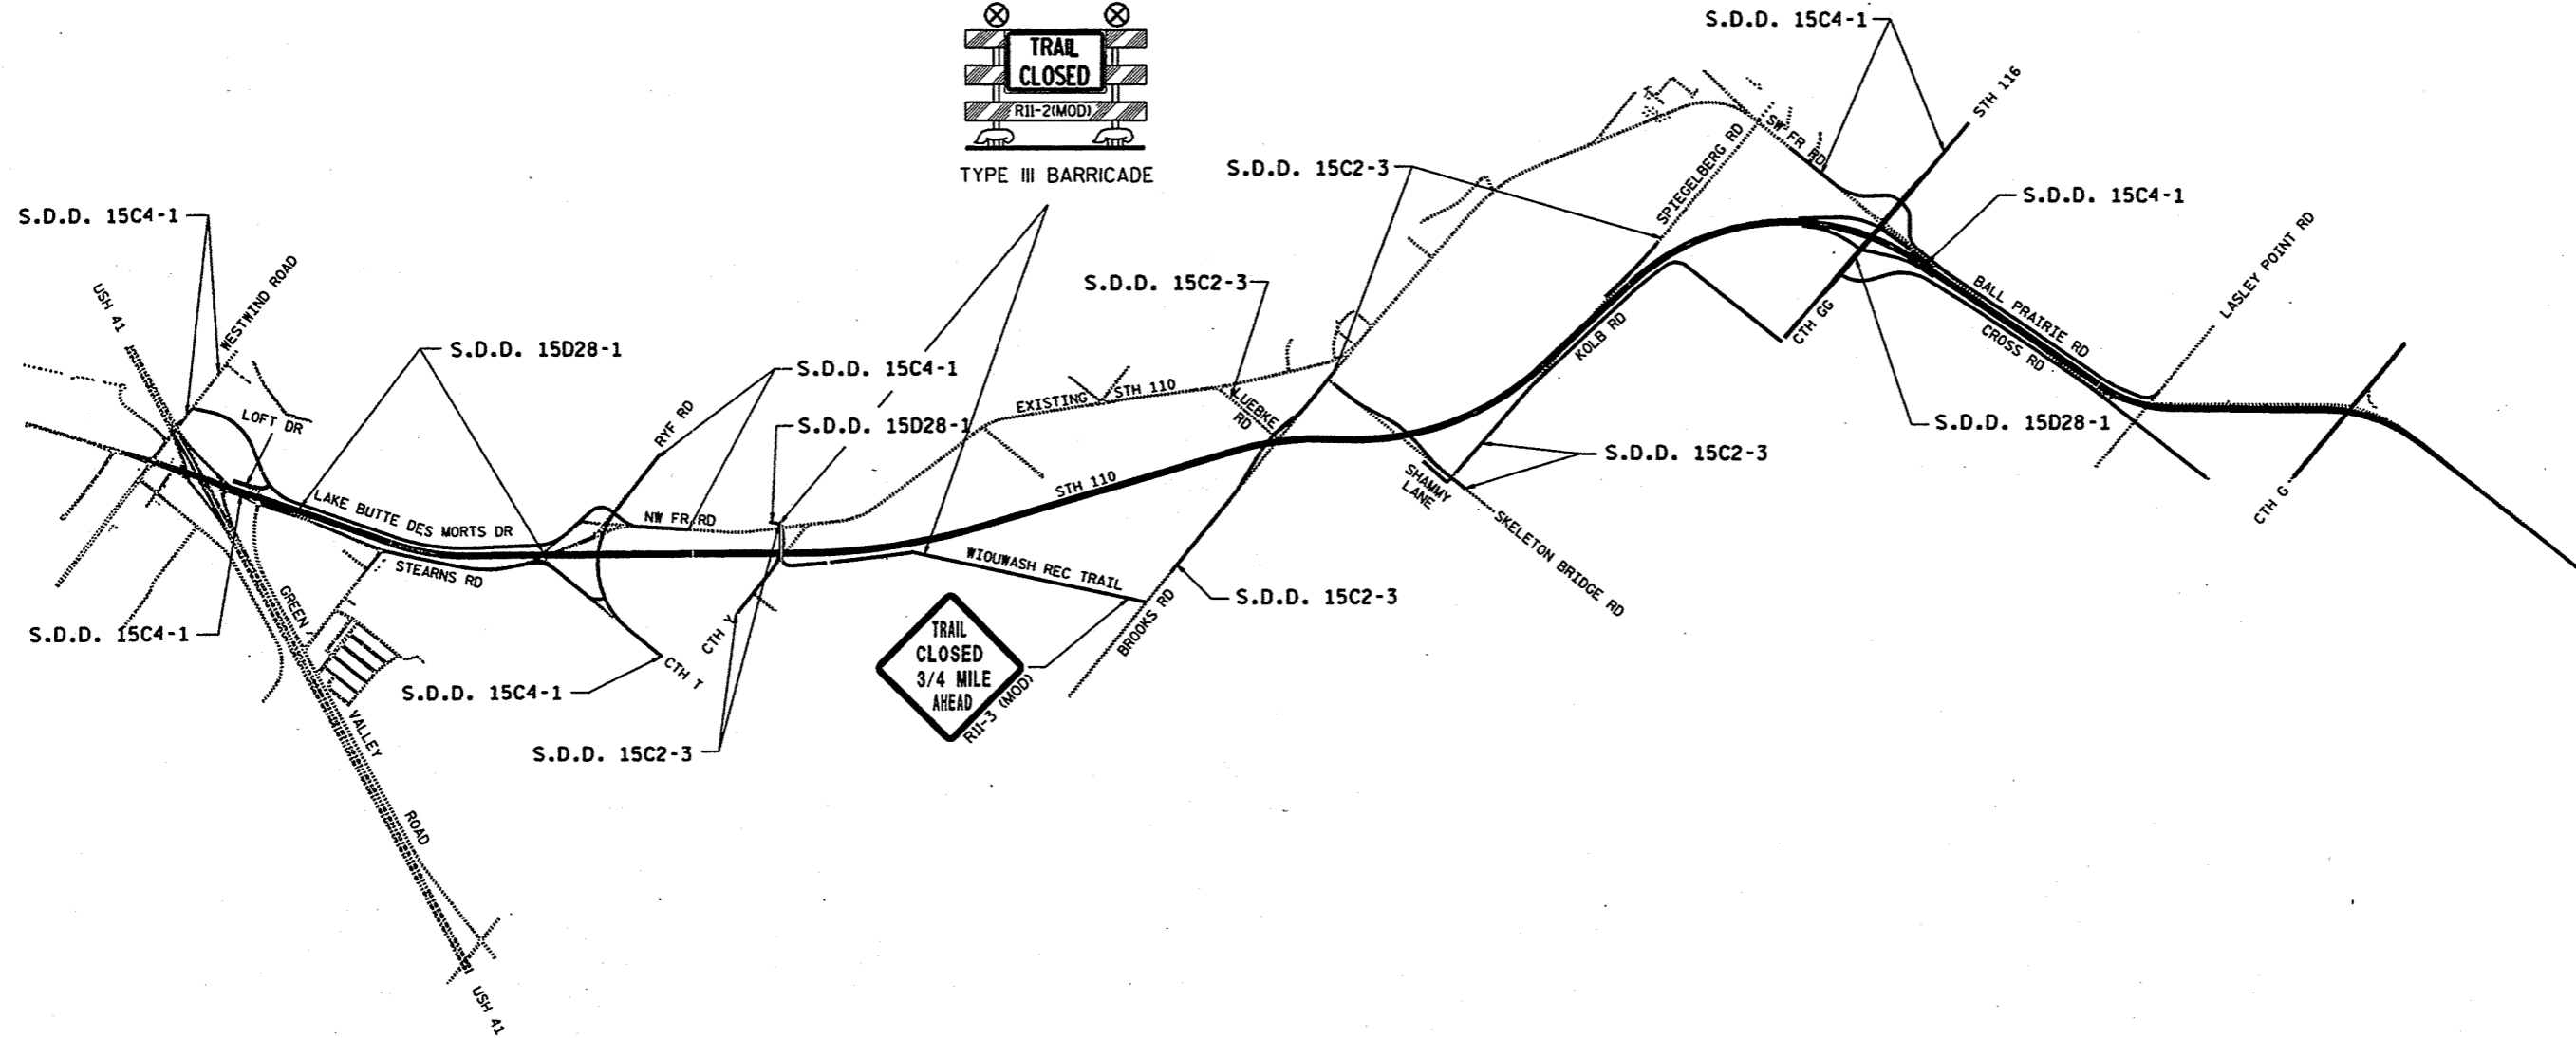 TRAIL
CLOSED
R11-2(MOD)
TYPE III BARRICADE
S.D.D. 15C4-1
STH 116
SW FR RD
SPIEGELBERG RD
S.D.D. 15C2-3
S.D.D. 15C4-1
S.D.D. 15C4-1
LASLEY POINT RD
WESTWIND ROAD
USH 41
S.D.D. 15C2-3
BALL PRAIRIE RD
CROSS RD
CTH GG
KOLB RD
S.D.D. 15D28-1
S.D.D. 15C4-1
EXISTING STH 110
LUEBKE
RD
RYF RD
LOFT DR
S.D.D. 15D28-1
S.D.D. 15D28-1
S.D.D. 15C2-3
SHAMMY
LANE
STH 110
CTH G
LAKE BUTTE DES MORTS DR
NW FR RD
SKELETON BRIDGE RD
STEARNS RD
WIOUWASH REC TRAIL
S.D.D. 15C2-3
BROOKS RD
GREEN
VALLEY
ROAD
S.D.D. 15C4-1
CTH Y
CTH T
TRAIL
CLOSED
3/4 MILE
AHEAD
R11-3 (MOD)
S.D.D. 15C4-1
S.D.D. 15C2-3
USH 41